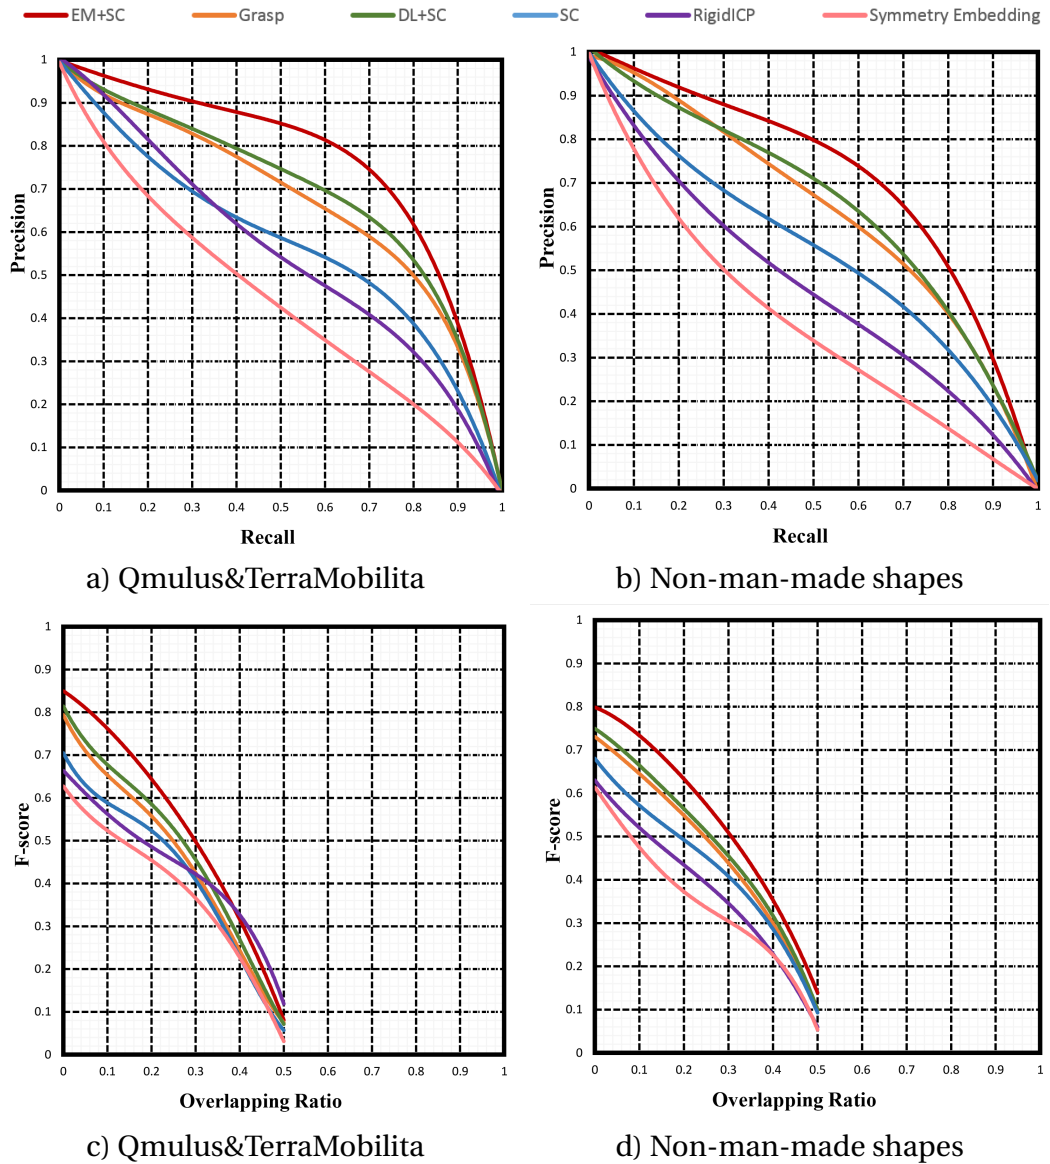 EM+SC Grasp DL+SC SC RigidICP Symmetry Embedding
1
0.9
0.8
0.7
0.6
0.5
0.4
0.3
0.2
0.1
0
Precision
0 0.1 0.2 0.3 0.4 0.5 0.6 0.7 0.8 0.9 1
Recall
a) Qmulus&TerraMobilita
1
0.9
0.8
0.7
0.6
0.5
0.4
0.3
0.2
0.1
0
Precision
0 0.1 0.2 0.3 0.4 0.5 0.6 0.7 0.8 0.9 1
Recall
b) Non-man-made shapes
1
0.9
0.8
0.7
0.6
0.5
0.4
0.3
0.2
0.1
0
F-score
0 0.1 0.2 0.3 0.4 0.5 0.6 0.7 0.8 0.9 1
Overlapping Ratio
c) Qmulus&TerraMobilita
1
0.9
0.8
0.7
0.6
0.5
0.4
0.3
0.2
0.1
0
F-score
0 0.1 0.2 0.3 0.4 0.5 0.6 0.7 0.8 0.9 1
Overlapping Ratio
d) Non-man-made shapes